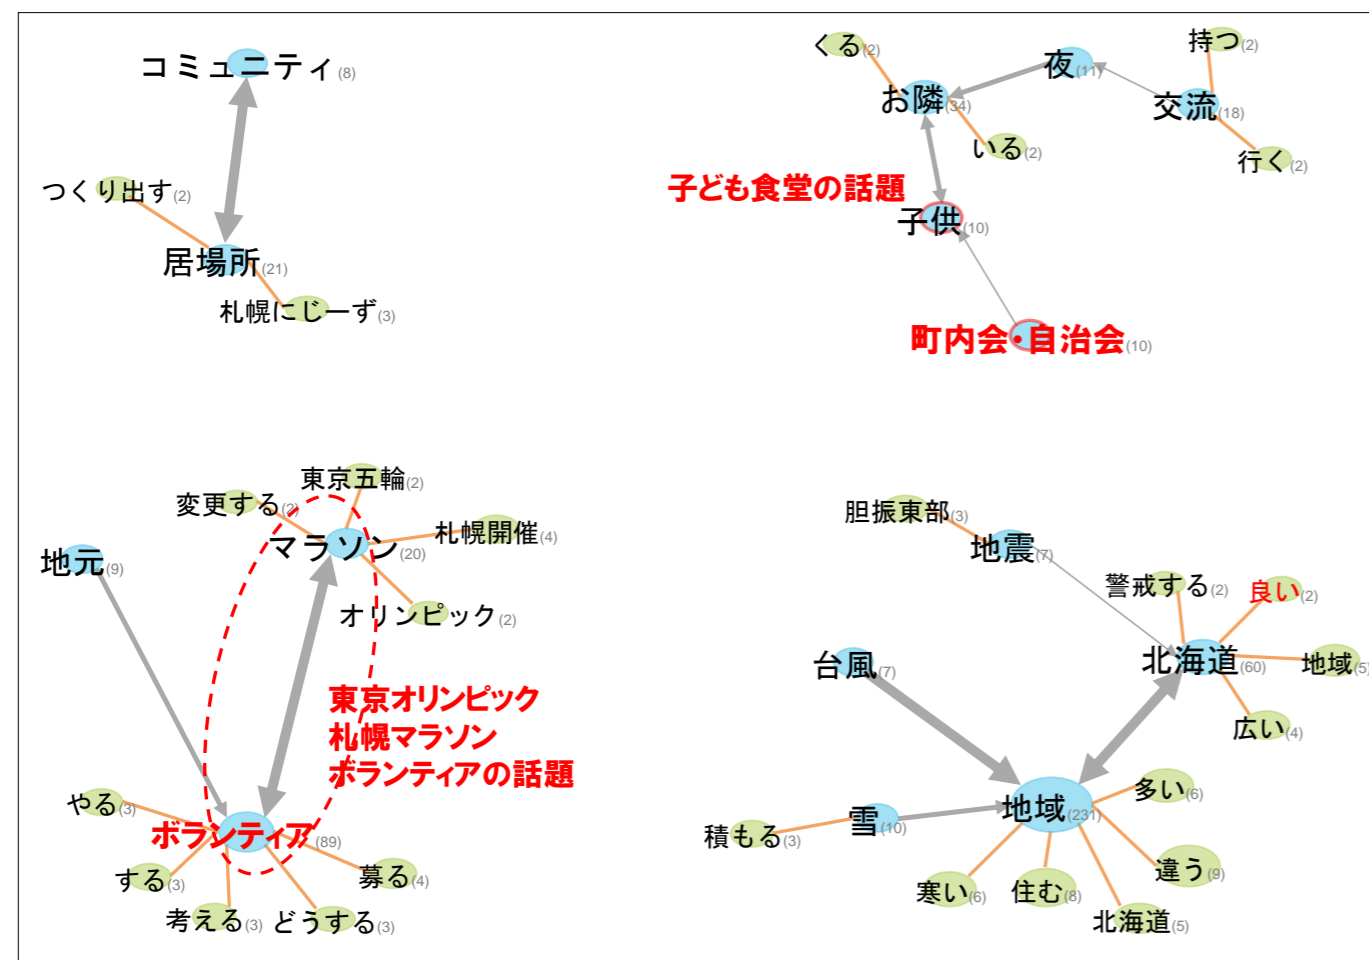 コミュニティ(8)
つくり出す(2)
居場所(21)
札幌にじーず(3)
くる(2)
夜(11)
持つ(2)
お隣(34)
交流(18)
いる(2)
行く(2)
子ども食堂の話題
子供(10)
町内会・自治会(10)
東京五輪(2)
変更する(2)
マラソン(20)
札幌開催(4)
地元(9)
オリンピック(2)
東京オリンピック
札幌マラソン
ボランティアの話題
やる(3)
ボランティア(89)
する(3)
募る(4)
考える(3)
どうする(3)
胆振東部(3)
地震(7)
警戒する(2)
良い(2)
台風(7)
北海道(60)
地域(5)
広い(4)
多い(6)
雪(10)
地域(231)
積もる(3)
違う(9)
寒い(6)
住む(8)
北海道(5)